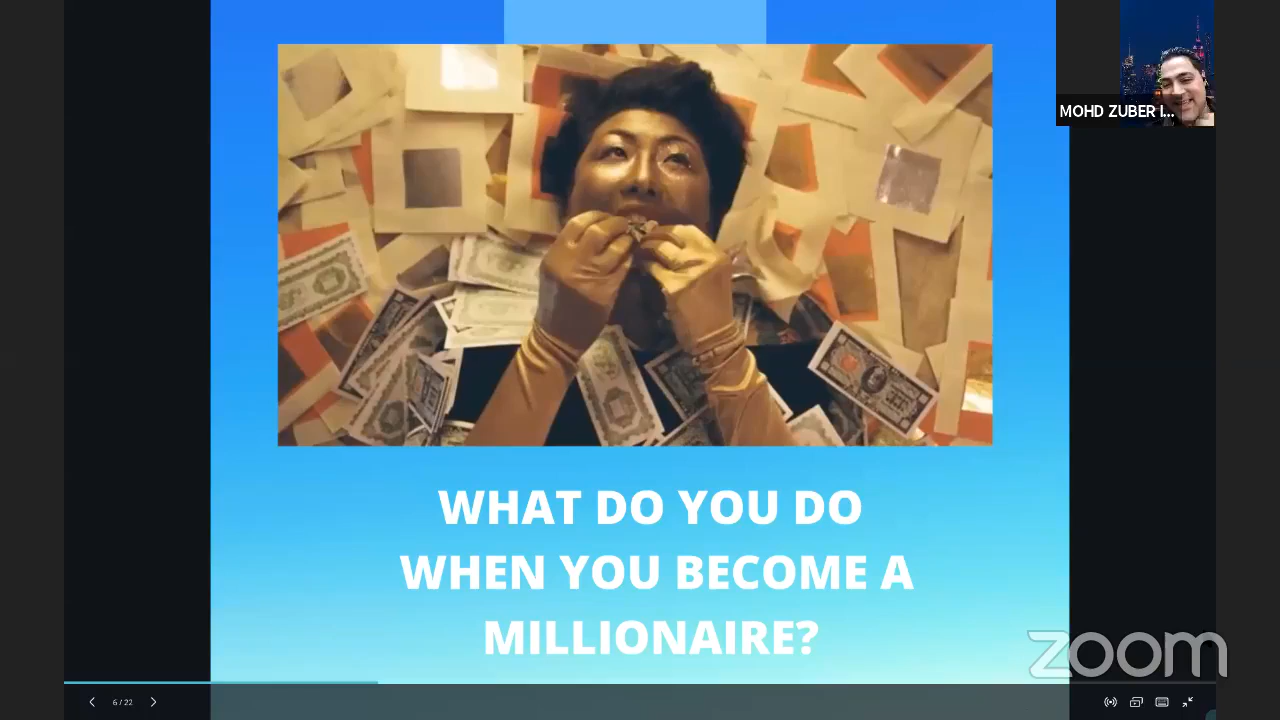 MOHD ZUBER I...
WHAT DO YOU DO
WHEN YOU BECOME A
MILLIONAIRE?
zoom
6 / 22